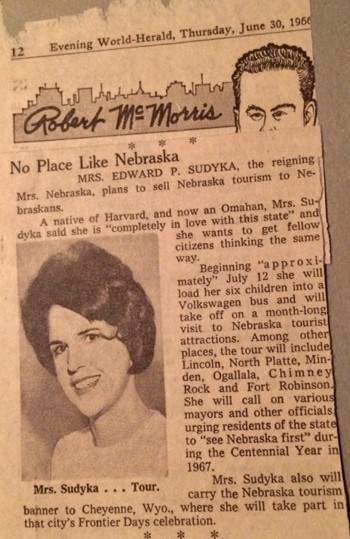 12 Evening World-Herald, Thursday, June 30, 1966
Robert McMorris
* * *
No Place Like Nebraska
MRS. EDWARD P. SUDYKA, the reigning
Mrs. Nebraska, plans to sell Nebraska tourism to Ne-
braskans.
A native of Harvard, and now an Omahan, Mrs. Su-
dyka said she is "completely in love with this state" and
she wants to get fellow
citizens thinking the same
way.
Beginning "approxi-
mately" July 12 she will
load her six children into a
Volkswagen bus and will
take off on a month-long
visit to Nebraska tourist
attractions. Among other
places, the tour will include
Lincoln, North Platte, Min-
den, Ogallala, Chimney
Rock and Fort Robinson.
She will call on various
mayors and other officials,
urging residents of the state
to "see Nebraska first" dur-
ing the Centennial Year in
1967.
Mrs. Sudyka . . . Tour.
Mrs. Sudyka also will
carry the Nebraska tourism
banner to Cheyenne, Wyo., where she will take part in
that city's Frontier Days celebration.
* * *